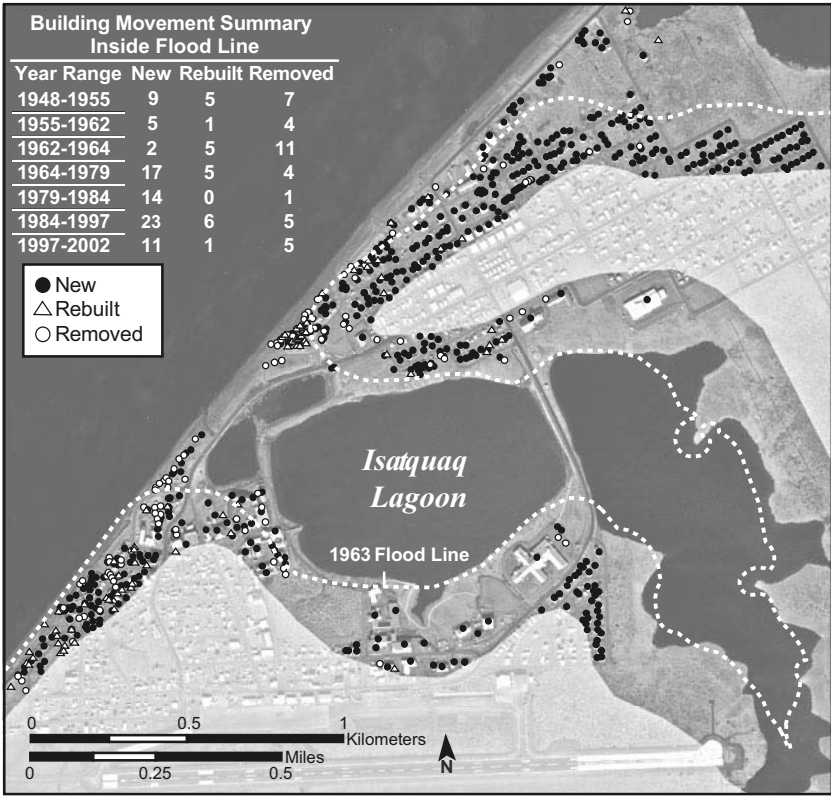 Building Movement Summary
Inside Flood Line
Year Range New Rebuilt Removed
1948-1955 9 5 7
1955-1962 5 1 4
1962-1964 2 5 11
1964-1979 17 5 4
1979-1984 14 0 1
1984-1997 23 6 5
1997-2002 11 1 5
New
Rebuilt
Removed
Isatquaq
Lagoon
1963 Flood Line
0 0.5 1
Kilometers
Miles
0 0.25 0.5
N